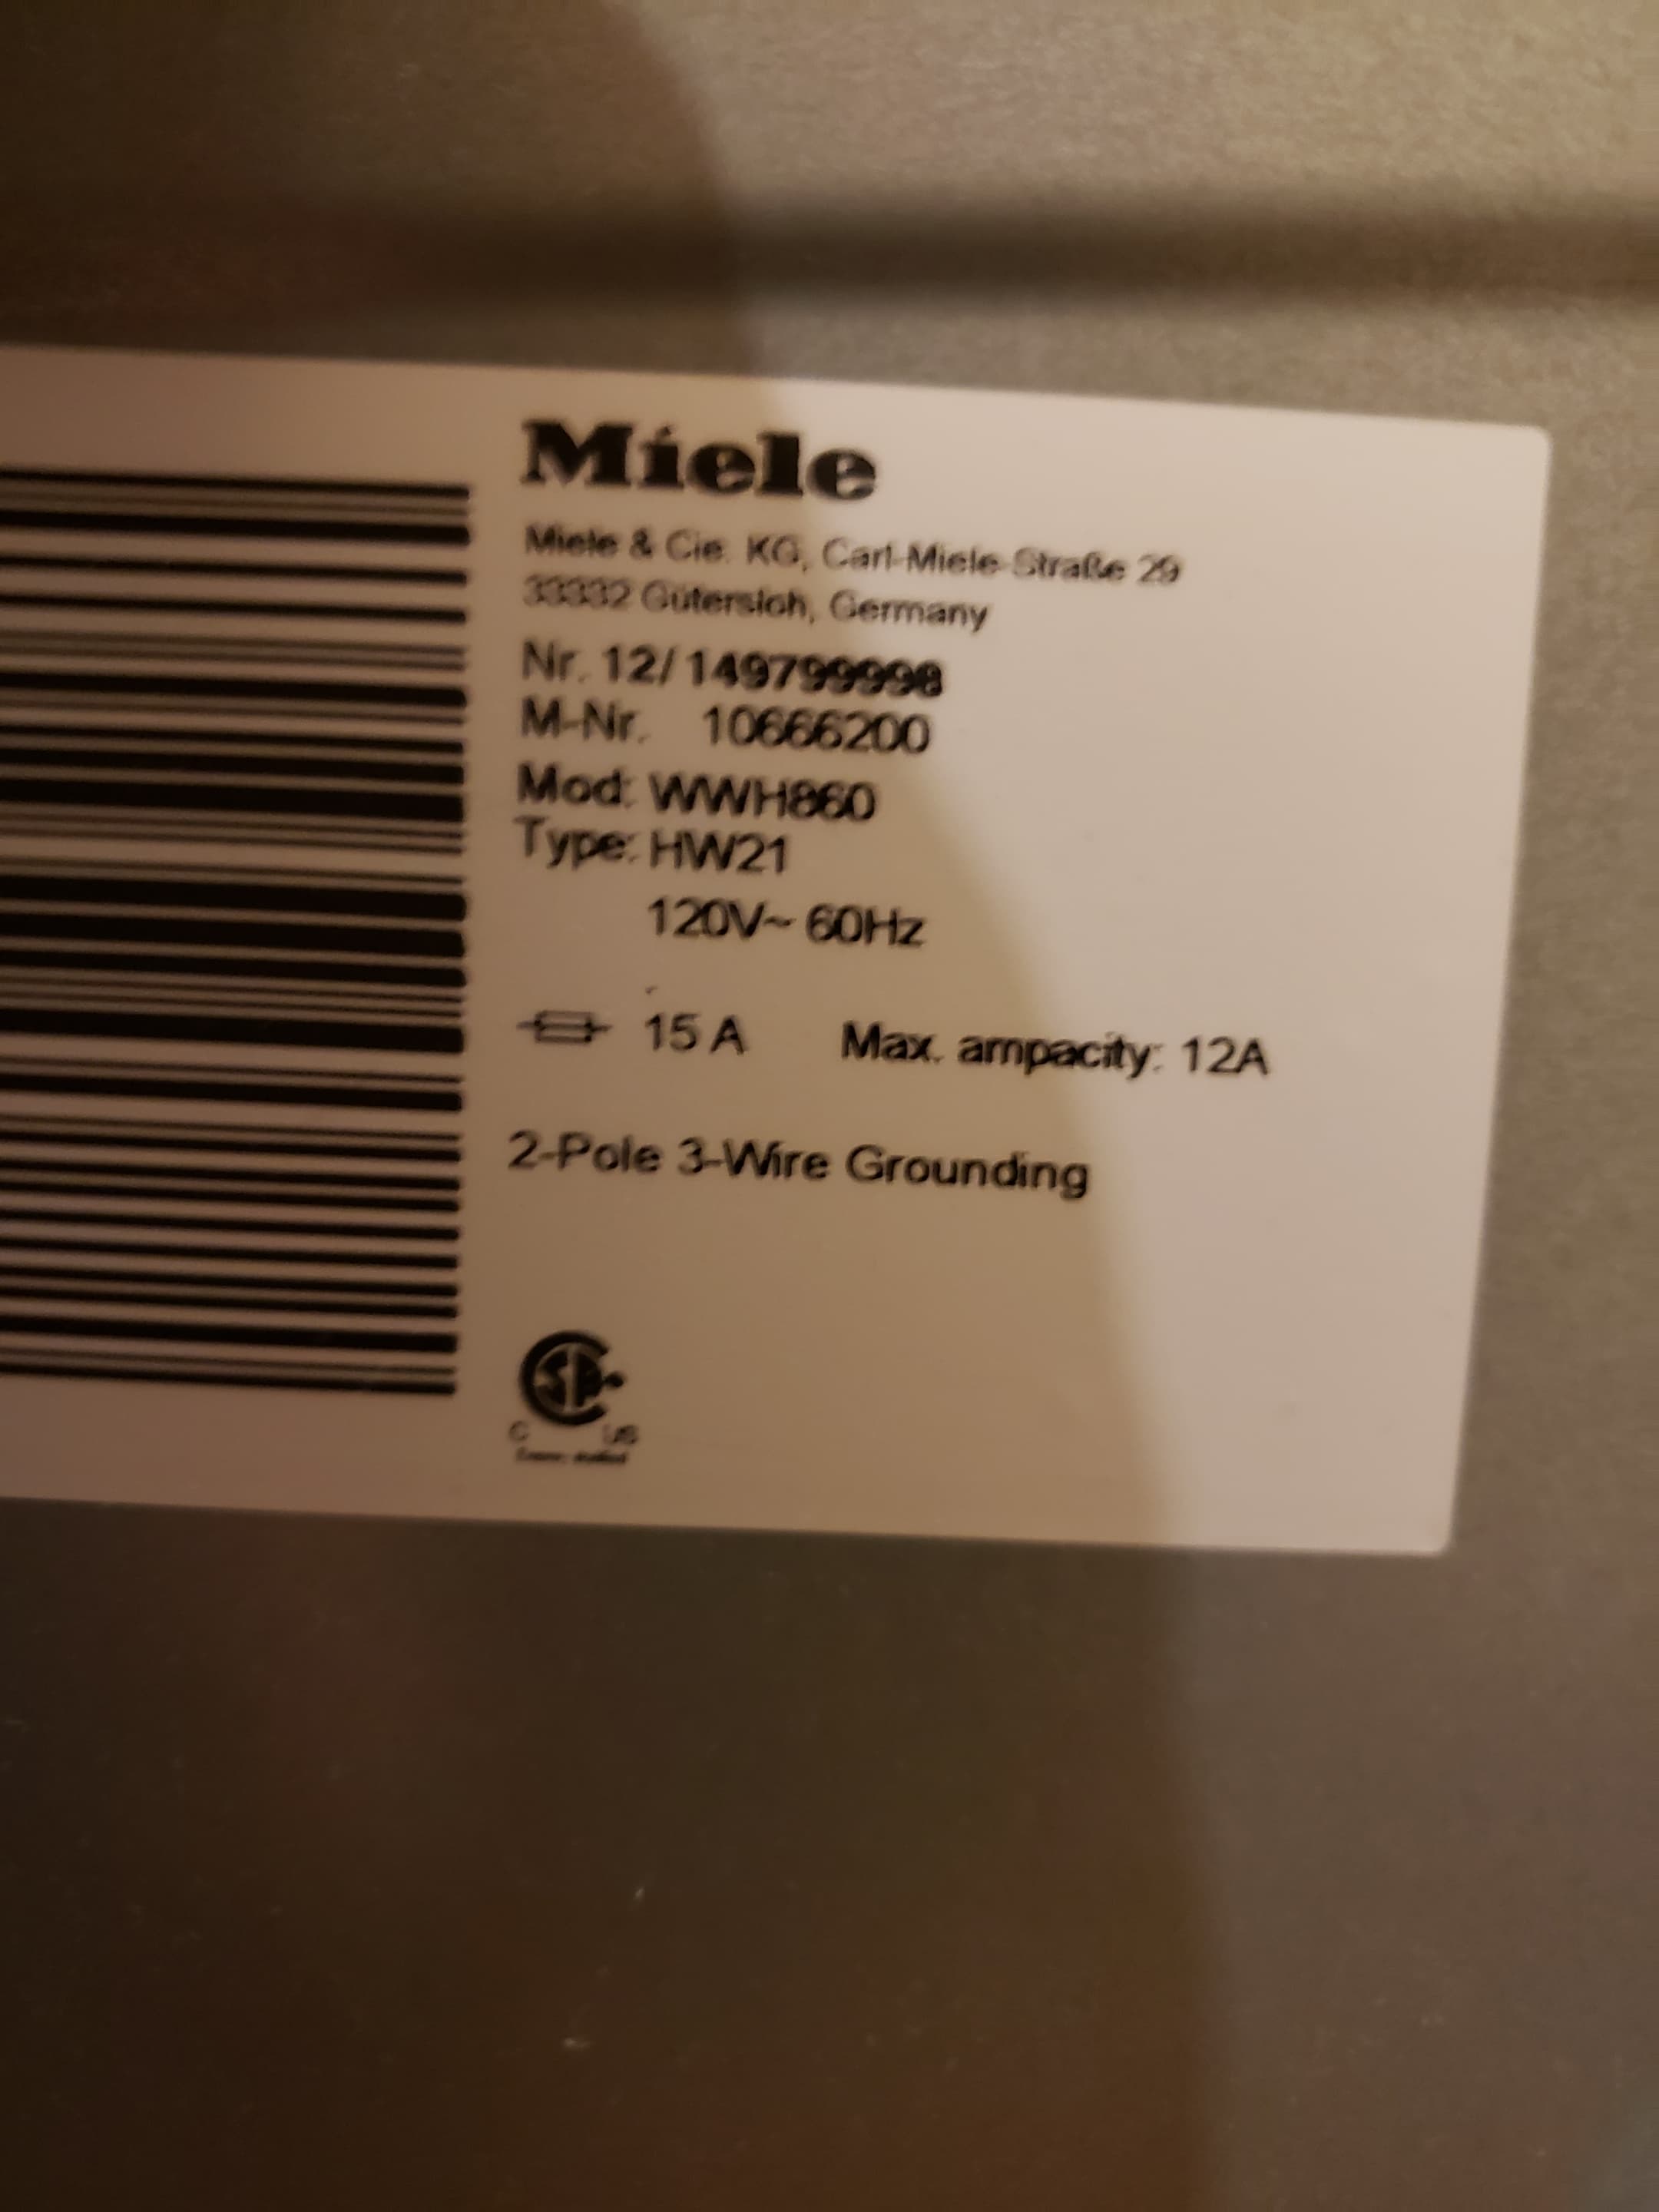 Miele
Miele & Cie. KG, Carl-Miele-Straße 29
33332 Gütersloh, Germany
Nr. 12/ 149799998
M-Nr. 10666200
Mod: WWH860
Type: HW21
120V~ 60Hz
15 A Max. ampacity: 12A
2-Pole 3-Wire Grounding
C US